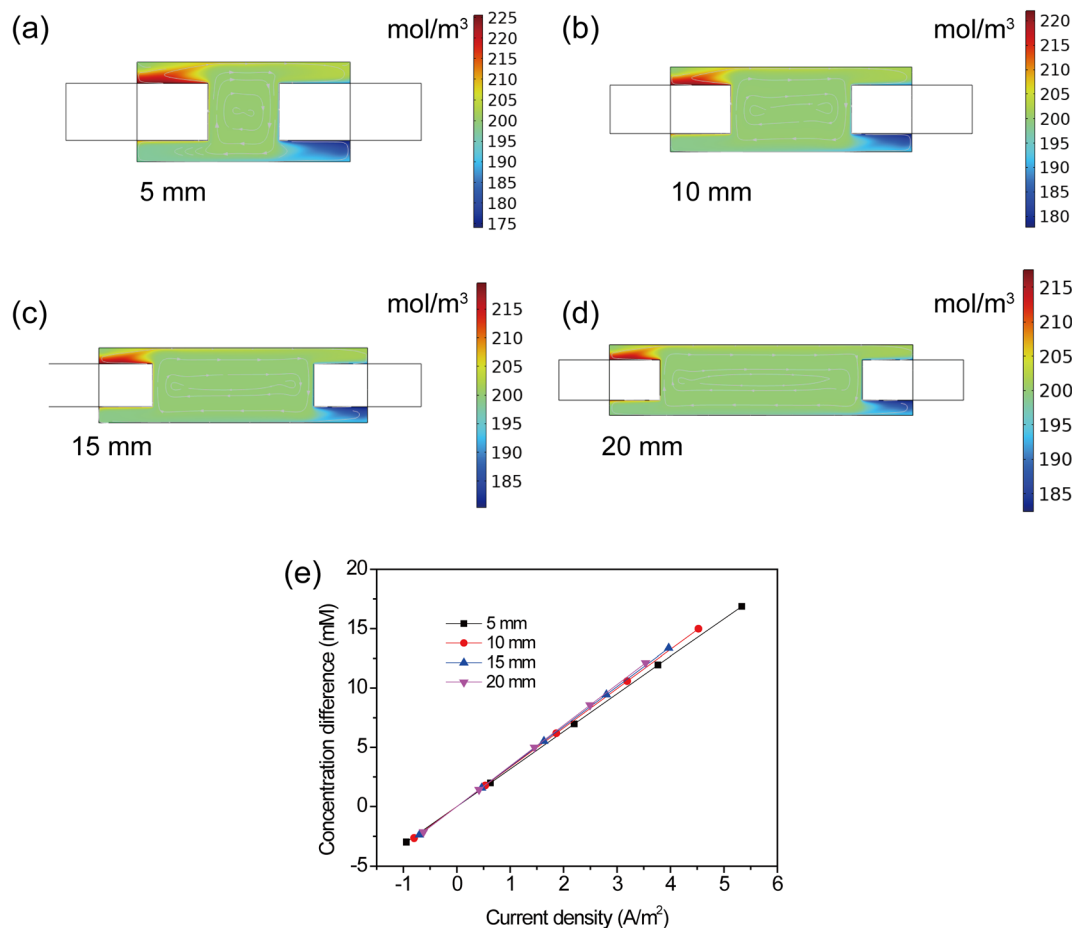 (a)
mol/m³
225
220
215
210
205
200
195
190
185
180
175
5 mm
(b)
mol/m³
220
215
210
205
200
195
190
185
180
10 mm
(c)
mol/m³
215
210
205
200
195
190
185
15 mm
(d)
mol/m³
215
210
205
200
195
190
185
20 mm
(e)
20
15
10
5
0
-5
Concentration difference (mM)
5 mm
10 mm
15 mm
20 mm
-1 0 1 2 3 4 5 6
Current density (A/m²)